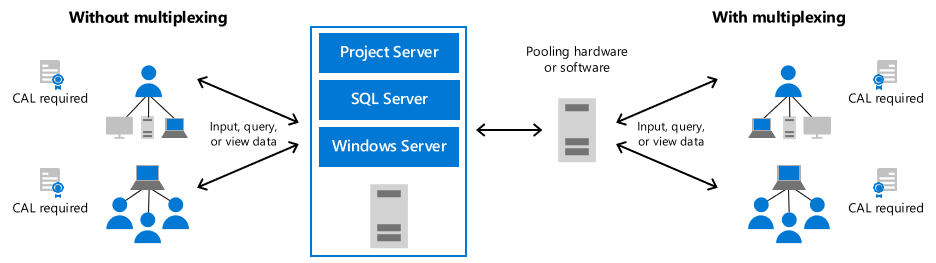 Without multiplexing
CAL required
CAL required
Input, query,
or view data
Project Server
SQL Server
Windows Server
Pooling hardware
or software
With multiplexing
Input, query,
or view data
CAL required
CAL required